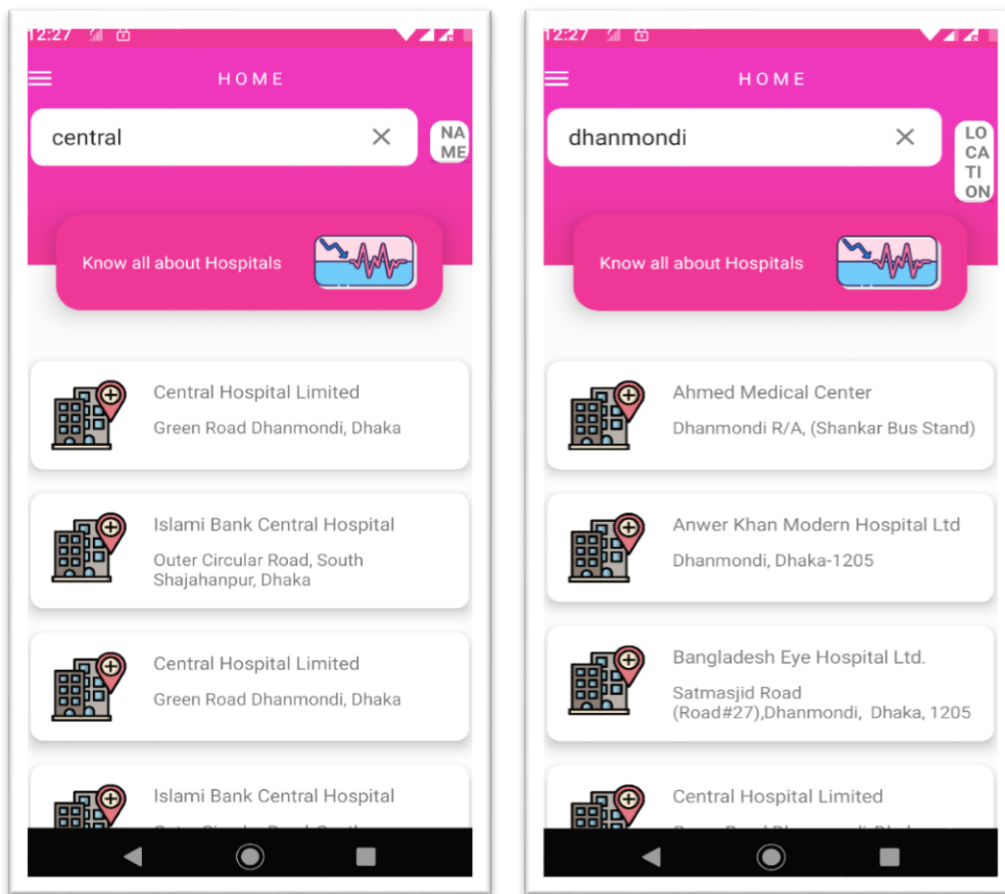 12:27
HOME
central
NA
ME
Know all about Hospitals
Central Hospital Limited
Green Road Dhanmondi, Dhaka
Islami Bank Central Hospital
Outer Circular Road, South
Shajahanpur, Dhaka
Central Hospital Limited
Green Road Dhanmondi, Dhaka
Islami Bank Central Hospital
12:27
HOME
dhanmondi
LO
CA
TI
ON
Know all about Hospitals
Ahmed Medical Center
Dhanmondi R/A, (Shankar Bus Stand)
Anwer Khan Modern Hospital Ltd
Dhanmondi, Dhaka-1205
Bangladesh Eye Hospital Ltd.
Satmasjid Road
(Road#27),Dhanmondi, Dhaka, 1205
Central Hospital Limited